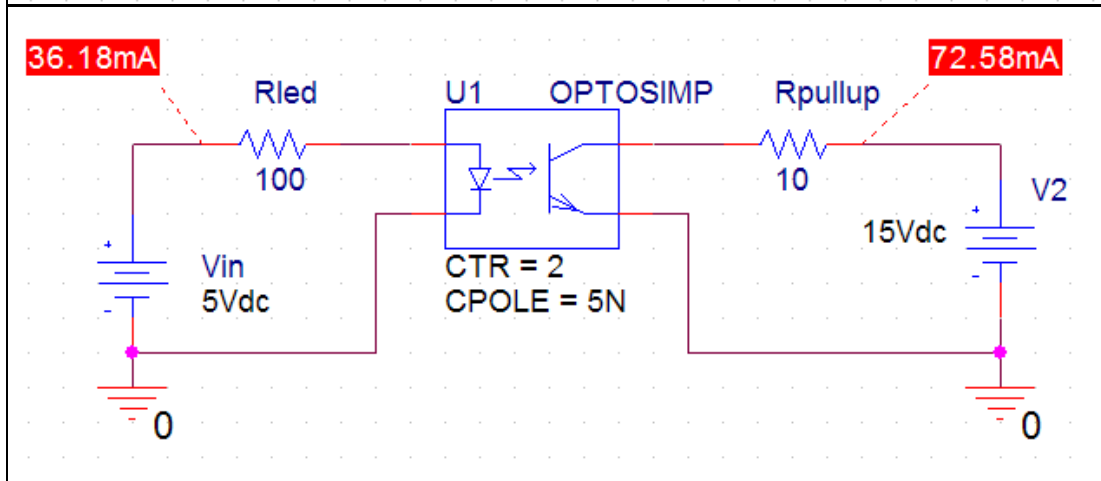 36.18mA
72.58mA
Rled
U1
OPTOSIMP
Rpullup
100
10
V2
15Vdc
+
-
+
-
Vin
5Vdc
CTR = 2
CPOLE = 5N
0
0